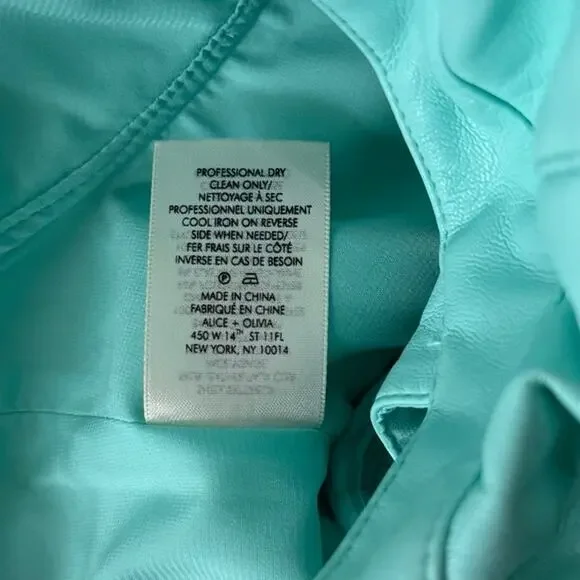 PROFESSIONAL DRY
CLEAN ONLY/
NETTOYAGE À SEC
PROFESSIONNEL UNIQUEMENT
COOL IRON ON REVERSE
SIDE WHEN NEEDED/
FER FRAIS SUR LE CÔTÉ
INVERSE EN CAS DE BESOIN
P
MADE IN CHINA
FABRIQUÉ EN CHINE
ALICE + OLIVIA
450 W 14TH ST 11FL
NEW YORK, NY 10014